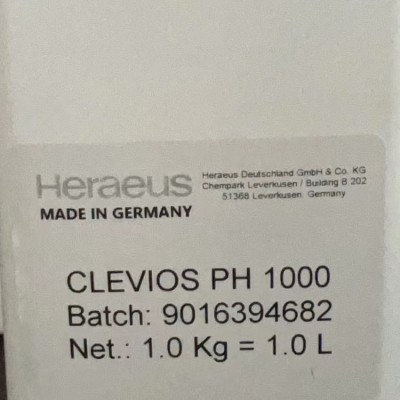 Heraeus
MADE IN GERMANY
Heraeus Deutschland GmbH & Co. KG
Chempark Leverkusen / Building B 202
51368 Leverkusen. Germany
CLEVIOS PH 1000
Batch: 9016394682
Net.: 1.0 Kg = 1.0 L